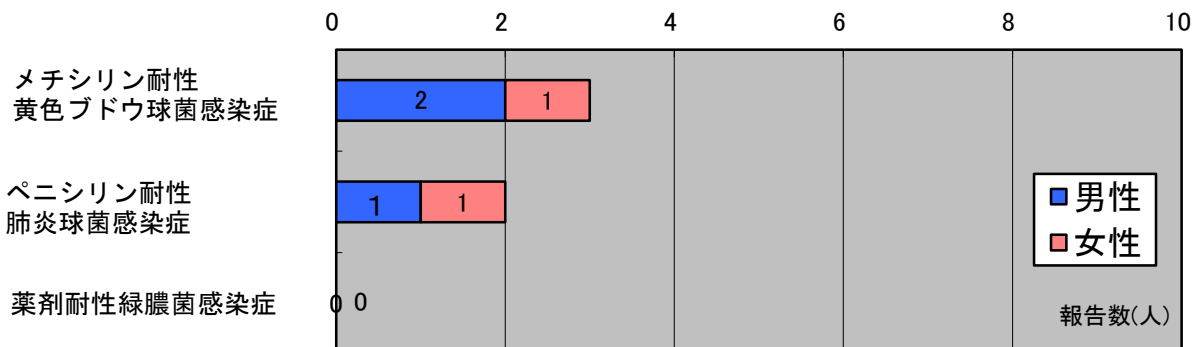 0 2 4 6 8 10
メチシリン耐性
黄色ブドウ球菌感染症
2 1
ペニシリン耐性
肺炎球菌感染症
1 1
男性
女性
薬剤耐性緑膿菌感染症
0 0
報告数(人)